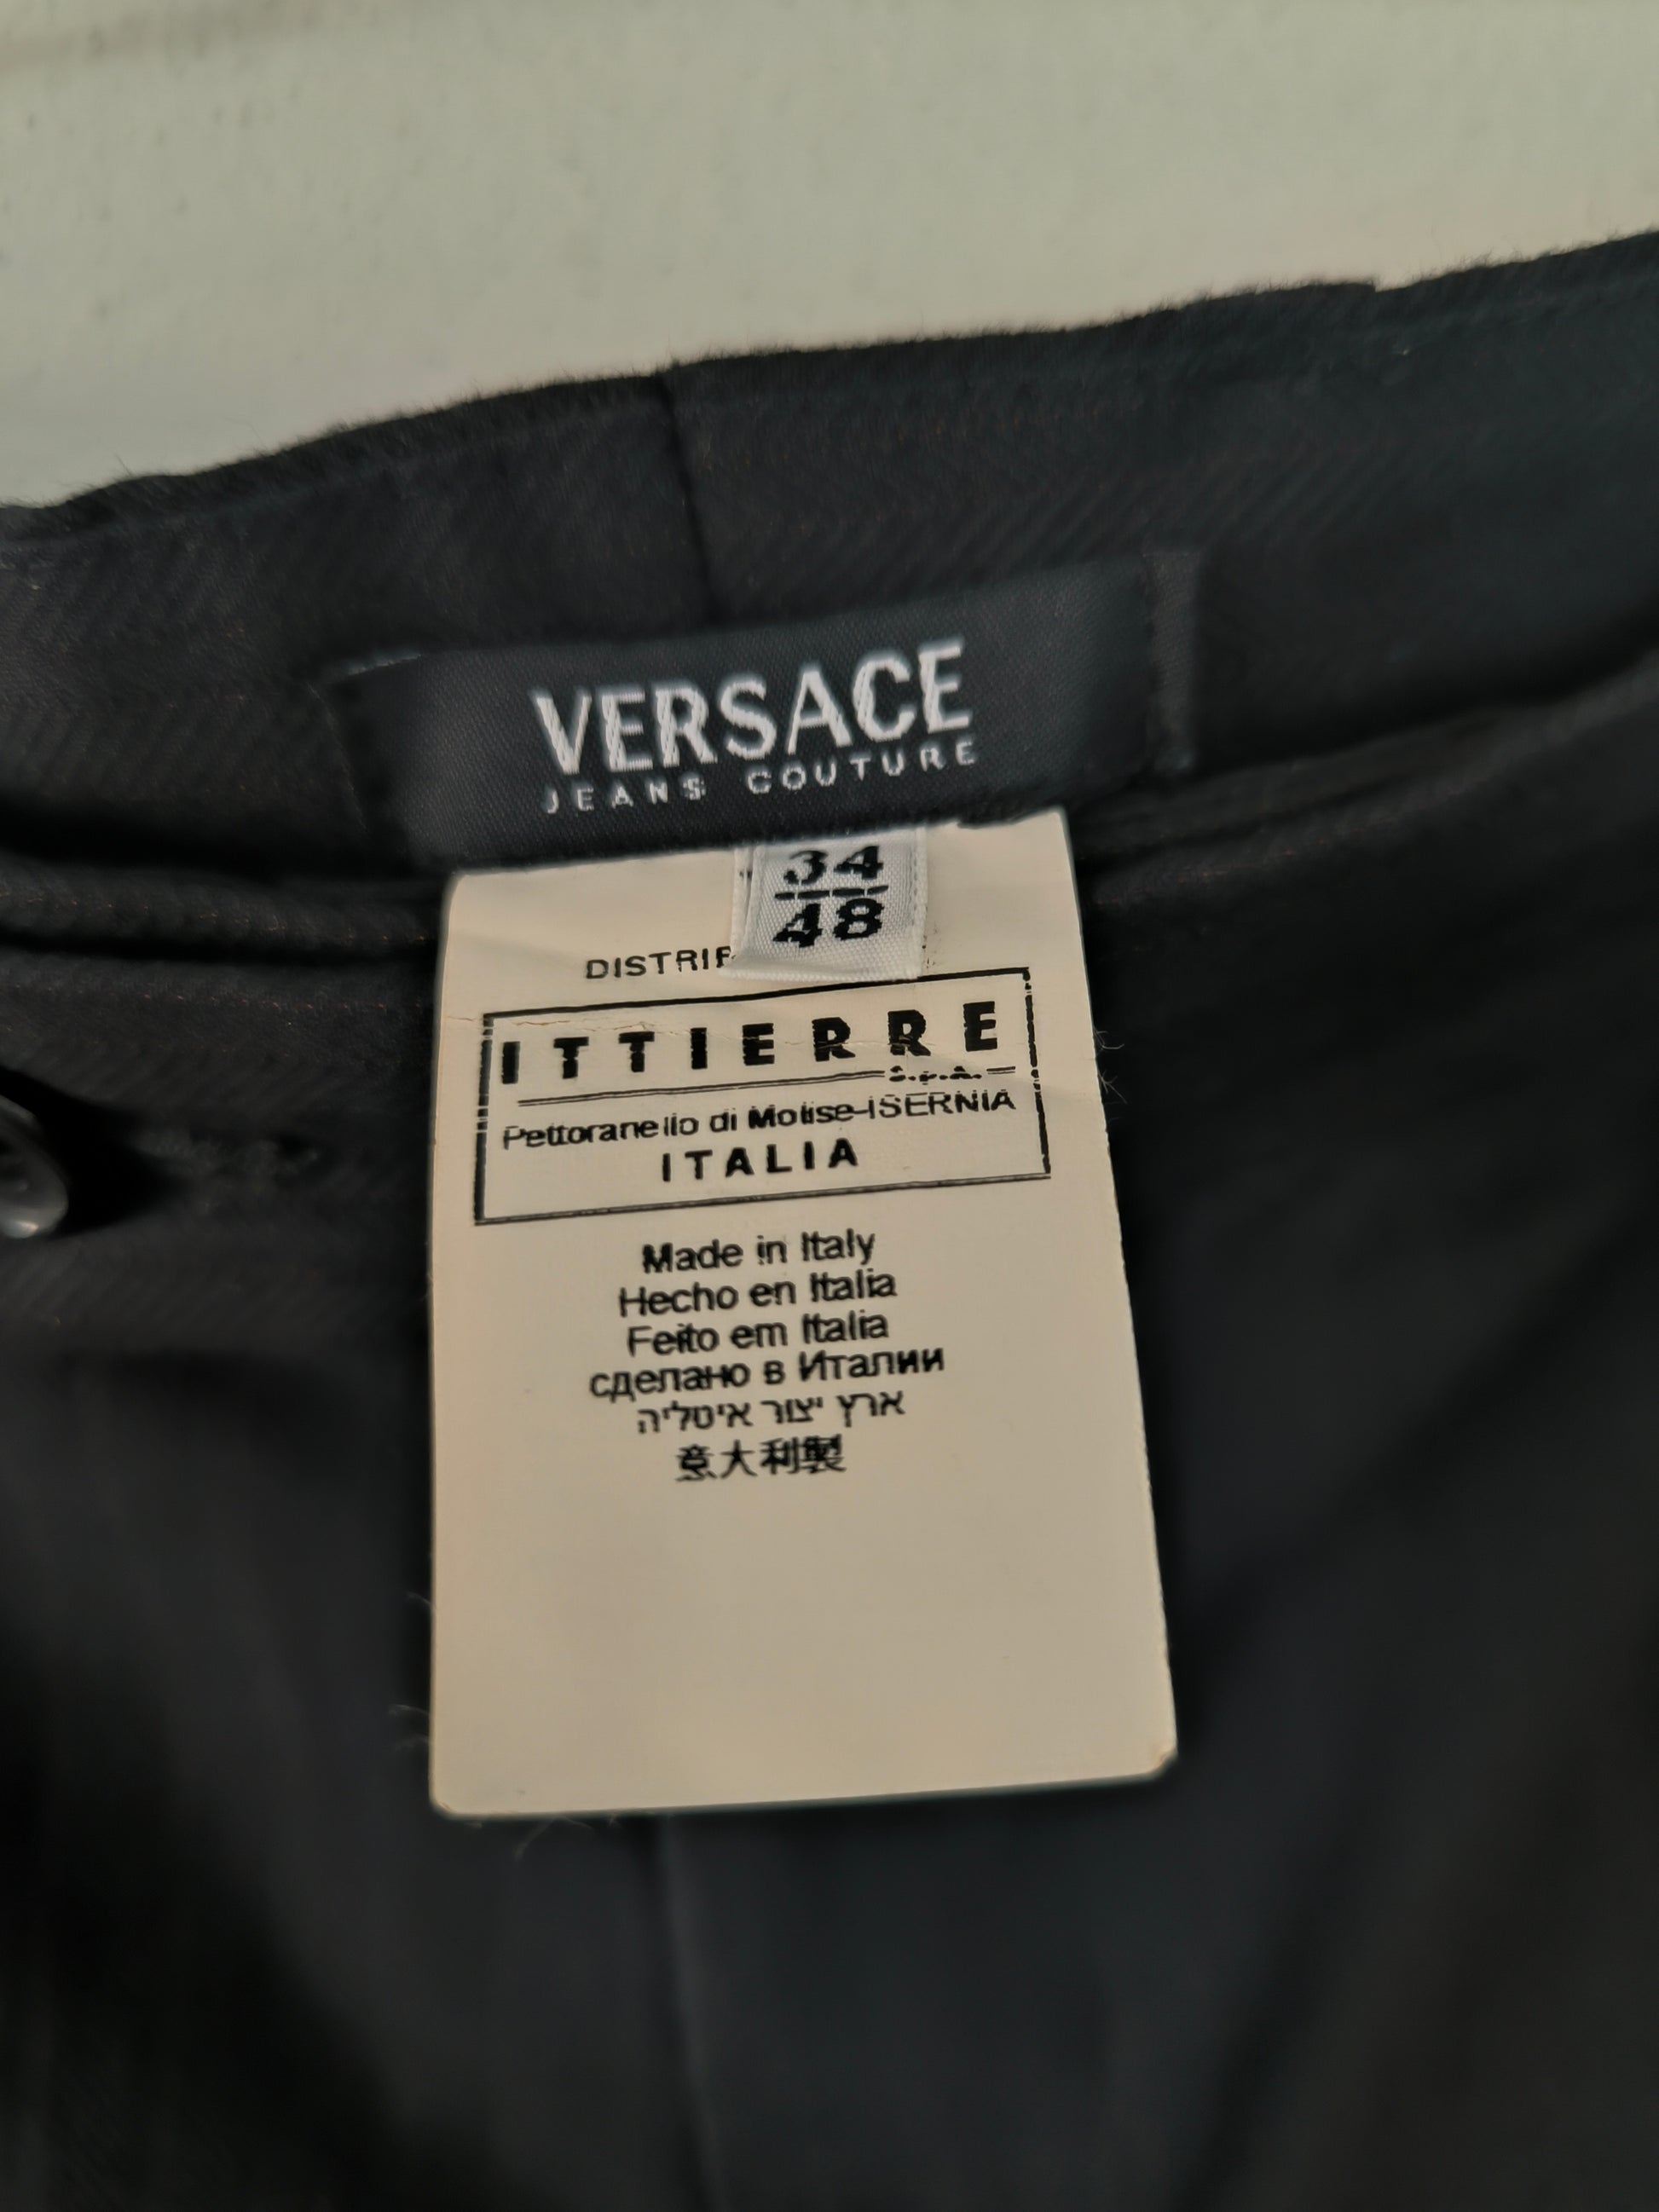 VERSACE
JEANS COUTURE
34
48
ITTIERRE
S.p.A.
Pettoranello di Molise-ISERNIA
ITALIA
Made in Italy
Hecho en Italia
Feito em Italia
сделано в Италии
ארץ יצור איטליה
意大利製